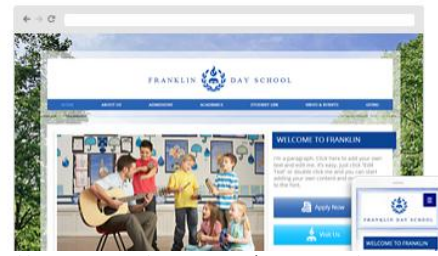 FRANKLIN DAY SCHOOL
HOME ABOUT US ADMISSIONS ACADEMICS STUDENT LIFE NEWS & EVENTS GIVING
WELCOME TO FRANKLIN
I'm a paragraph. Click here to add your own
text and edit me. It's easy, just click "Edit
Text" or double click me and you can start
adding your own content and
to the font.
Apply Now
Visit Us
FRANKLIN DAY SCHOOL
WELCOME TO FRANKLIN